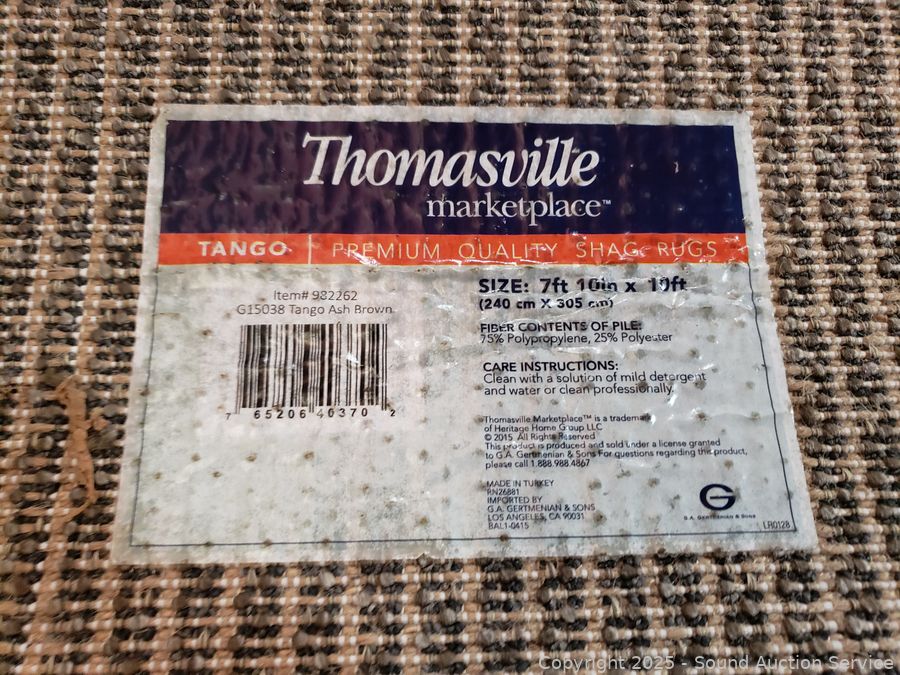 Thomasville
marketplace™
TANGO | PREMIUM QUALITY SHAG RUGS
Item# 982262
G15038 Tango Ash Brown
7 65206 40370 2
SIZE: 7ft 10in x 10ft
(240 cm X 305 cm)
FIBER CONTENTS OF PILE:
75% Polypropylene, 25% Polyester
CARE INSTRUCTIONS:
Clean with a solution of mild detergent
and water or clean professionally.
Thomasville Marketplace™ is a trademark
of Heritage Home Group LLC
© 2015 All Rights Reserved
This product is produced and sold under a license granted
to G.A. Gertmenian & Sons For questions regarding this product,
please call 1.888.988.4867
MADE IN TURKEY
RN26881
IMPORTED BY
G.A. GERTMENIAN & SONS
LOS ANGELES, CA 90031
BAL1-0415
G
G.A. GERTMENIAN & SONS
LR0128
Copyright 2025 - Sound Auction Service